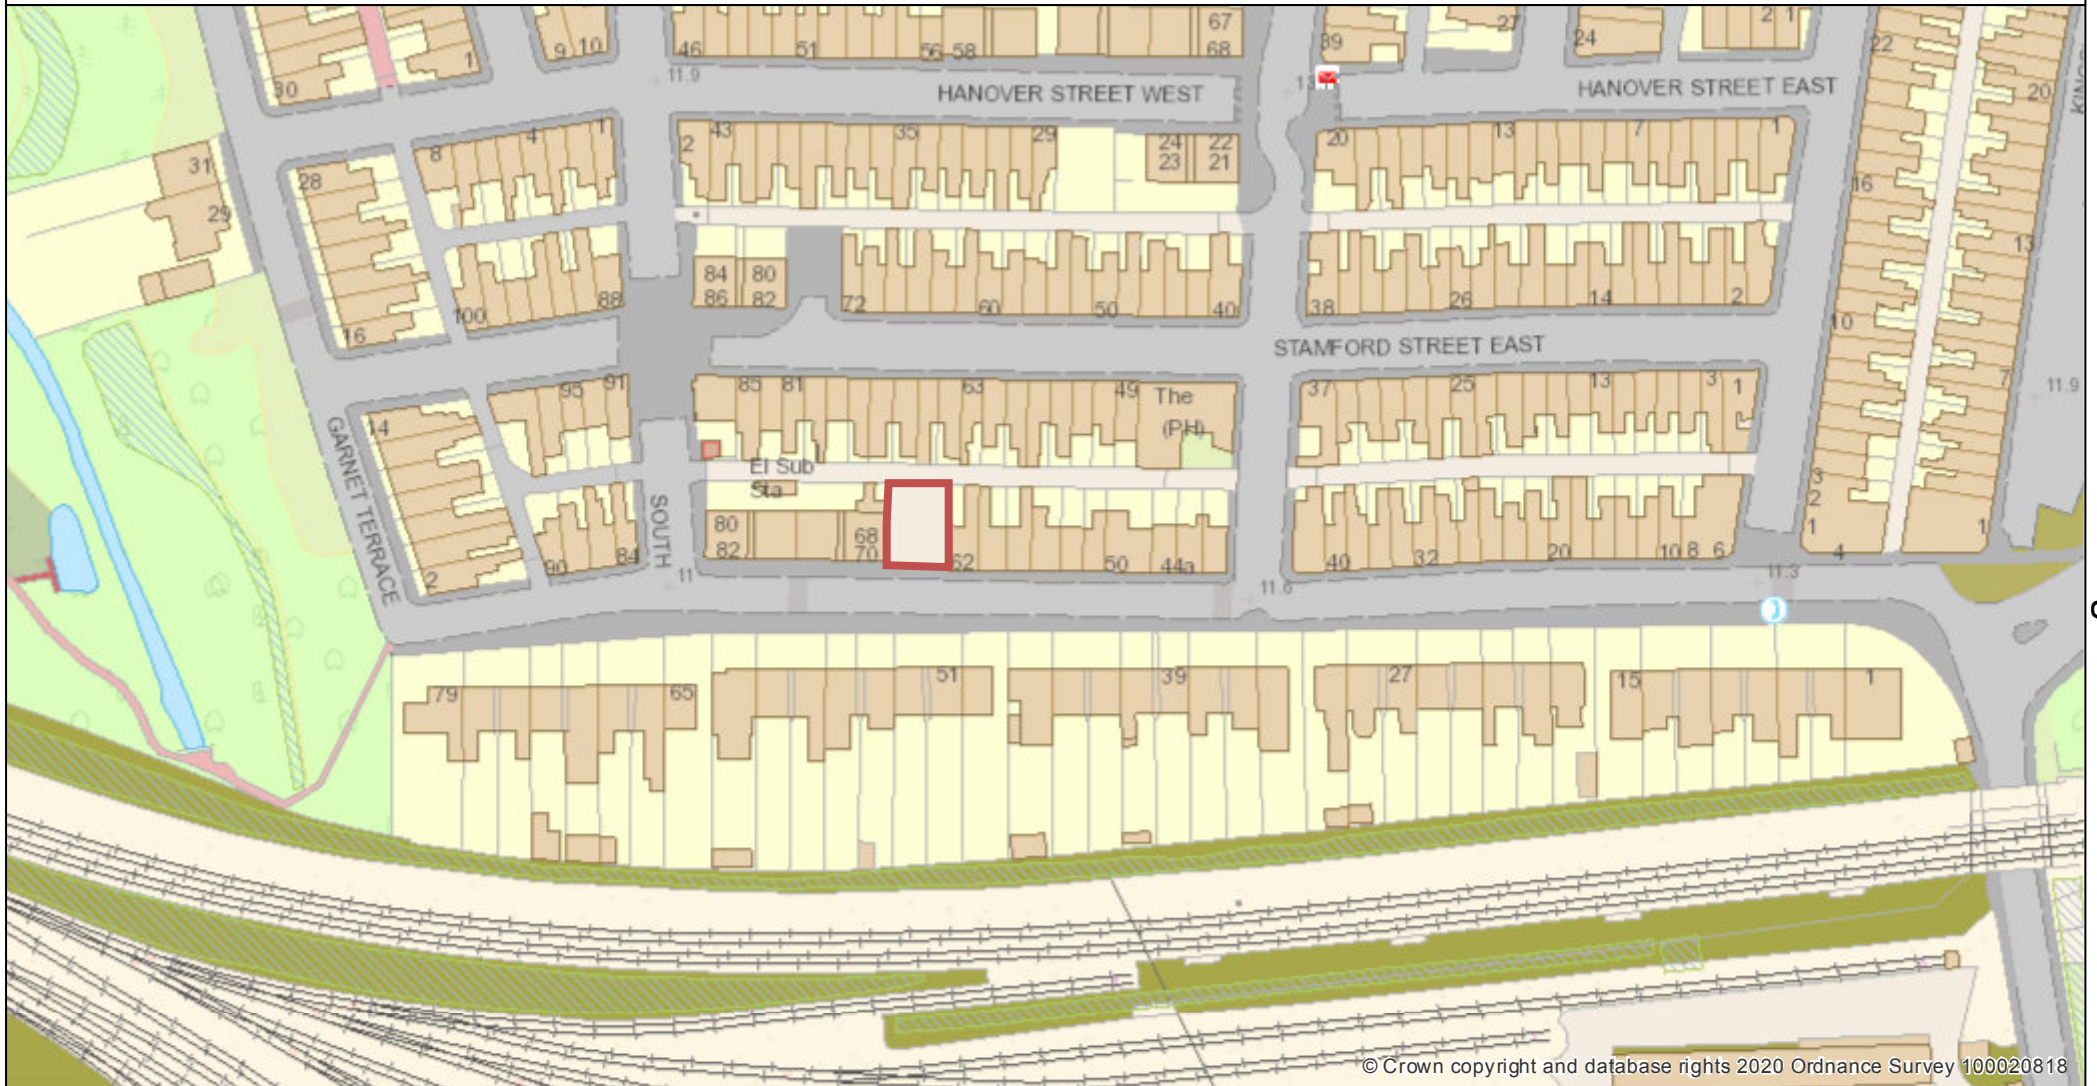 67
2 1
27
46 51 56 58 68
39
24
22
9 10
1
30
11.9
HANOVER STREET WEST
13
HANOVER STREET EAST
20
KING
43 35 29
2
24 22
23 21
20 13 7 1
8 4 1
31
28
29
16
13
84 80
86 82
72 60 50 40
38 26 14 2
100 88
16
10
STAMFORD STREET EAST
85 81 63 49 The
(PH)
37 25 13 3 1
95 91
14
7
11.9
GARNET TERRACE
El Sub
Sta
SOUTH
3
2
1 1
80
82
68
70
62 50 44a
40 32 20 10 8 6 4
90 84
2
11
11.6
11.3
79 65
51
39
27
15 1
© Crown copyright and database rights 2020 Ordnance Survey 100020818